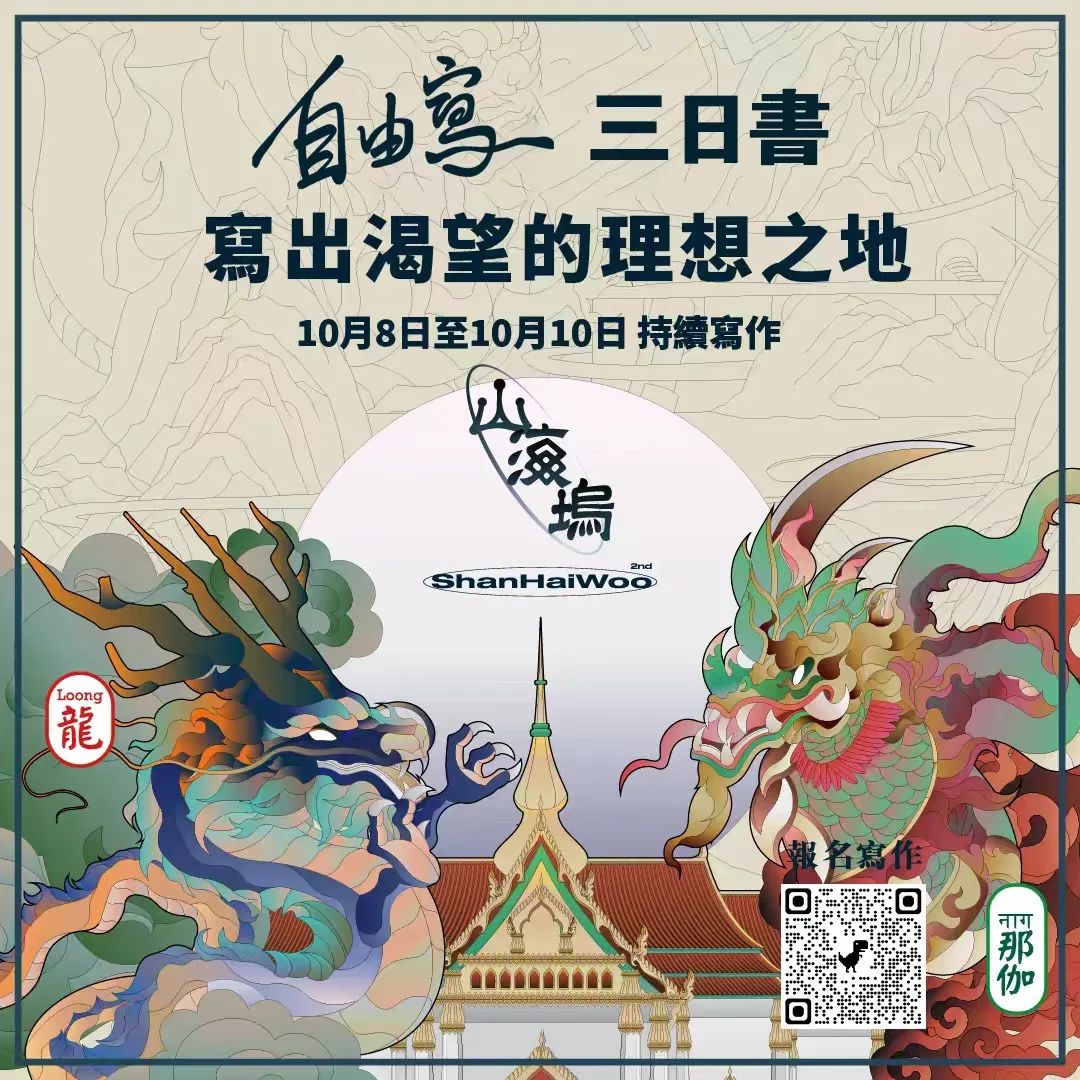 自由寫 三日書
寫出渴望的理想之地
10月8日至10月10日 持續寫作
山海塢
2nd
ShanHaiWoo
Loong
龍
報名寫作
नाग
那伽